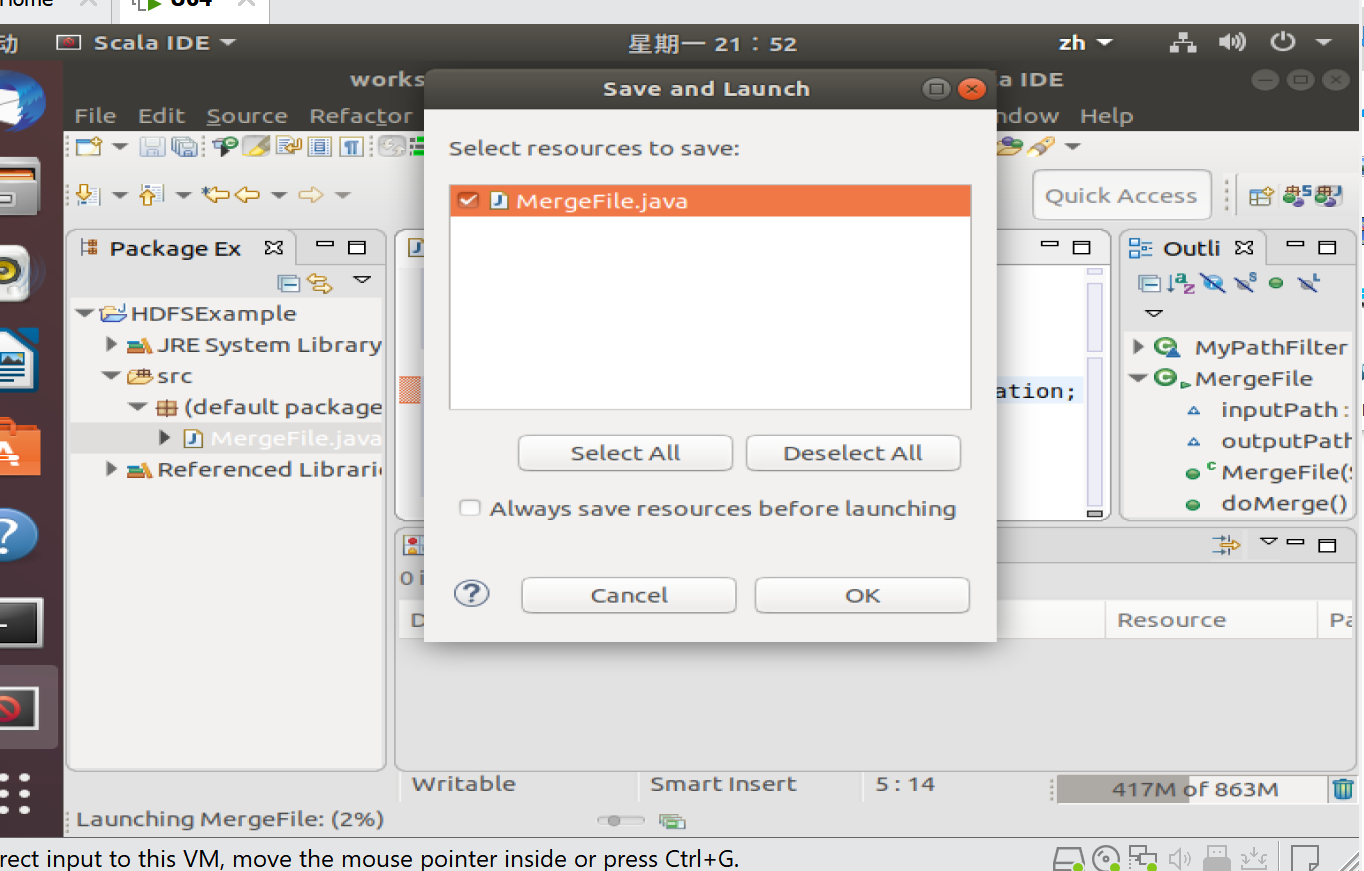 Home
U64
动 Scala IDE 星期一 21：52 zh
works a IDE
File Edit Source Refactor ndow Help
Save and Launch
Select resources to save:
MergeFile.java
Select All Deselect All
Always save resources before launching
Cancel OK
Quick Access
Package Ex
HDFSExample
JRE System Library
src
(default package
MergeFile.java
Referenced Librari
ation;
Outli
MyPathFilter
MergeFile
inputPath :
outputPath
MergeFile(S
doMerge()
0 i
D Resource Pa
Writable Smart Insert 5 : 14 417M of 863M
Launching MergeFile: (2%)
rect input to this VM, move the mouse pointer inside or press Ctrl+G.